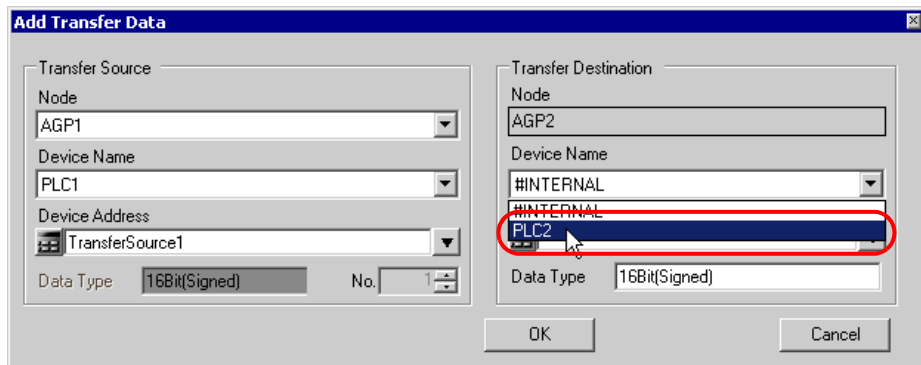 Add Transfer Data
Transfer Source
Node
AGP1
Device Name
PLC1
Device Address
TransferSource1
Data Type 16Bit(Signed) No. 1
Transfer Destination
Node
AGP2
Device Name
#INTERNAL
#INTERNAL
PLC2
Data Type 16Bit(Signed)
OK Cancel